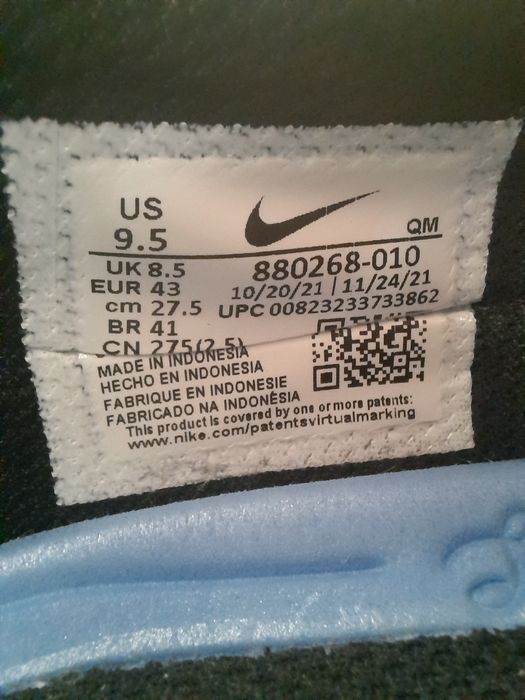 US
9.5
QM
UK 8.5
880268-010
EUR 43
10/20/21 | 11/24/21
cm 27.5
UPC 00823233733862
BR 41
CN 275(2.5)
MADE IN INDONESIA
HECHO EN INDONESIA
FABRIQUE EN INDONESIE
FABRICADO NA INDONÉSIA
This product is covered by one or more patents:
www.nike.com/patentsvirtualmarking